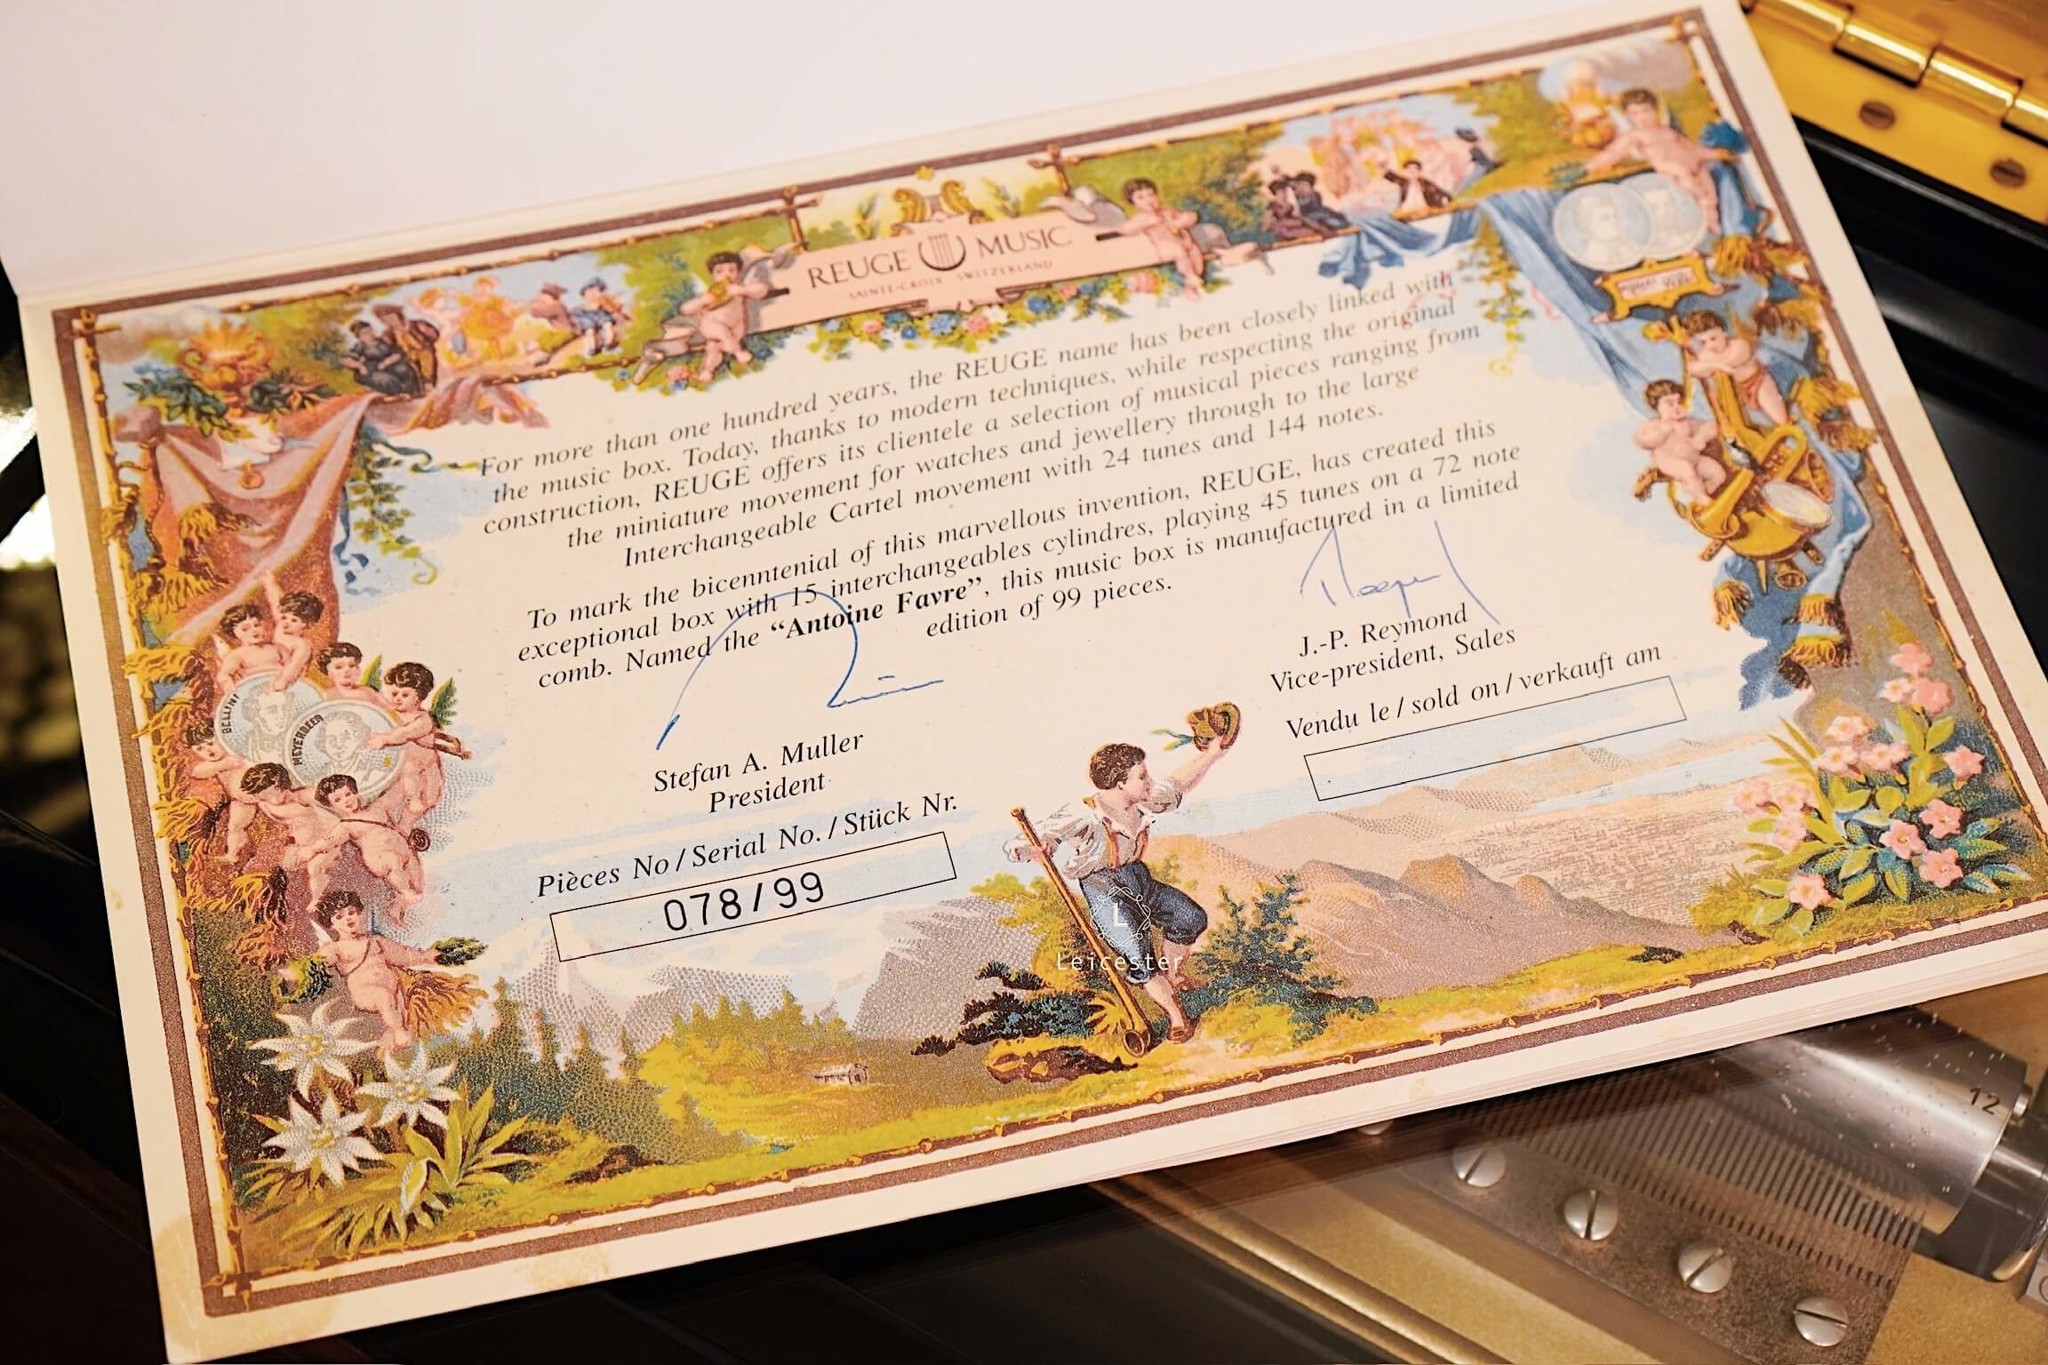 REUGE MUSIC
SAINTE-CROIX SWITZERLAND
For more than one hundred years, the REUGE name has been closely linked with
the music box. Today, thanks to modern techniques, while respecting the original
construction, REUGE offers its clientele a selection of musical pieces ranging from
the miniature movement for watches and jewellery through to the large
Interchangeable Cartel movement with 24 tunes and 144 notes.
To mark the bicenntenial of this marvellous invention, REUGE, has created this
exceptional box with 15 interchangeables cylindres, playing 45 tunes on a 72 note
comb. Named the “Antoine Favre”, this music box is manufactured in a limited
edition of 99 pieces.
BELLINI
MEYERBEER
Stefan A. Muller
President
J.-P. Reymond
Vice-president, Sales
Pièces No / Serial No. / Stück Nr.
078/99
Vendu le / sold on / verkauft am
L
Leicester
12